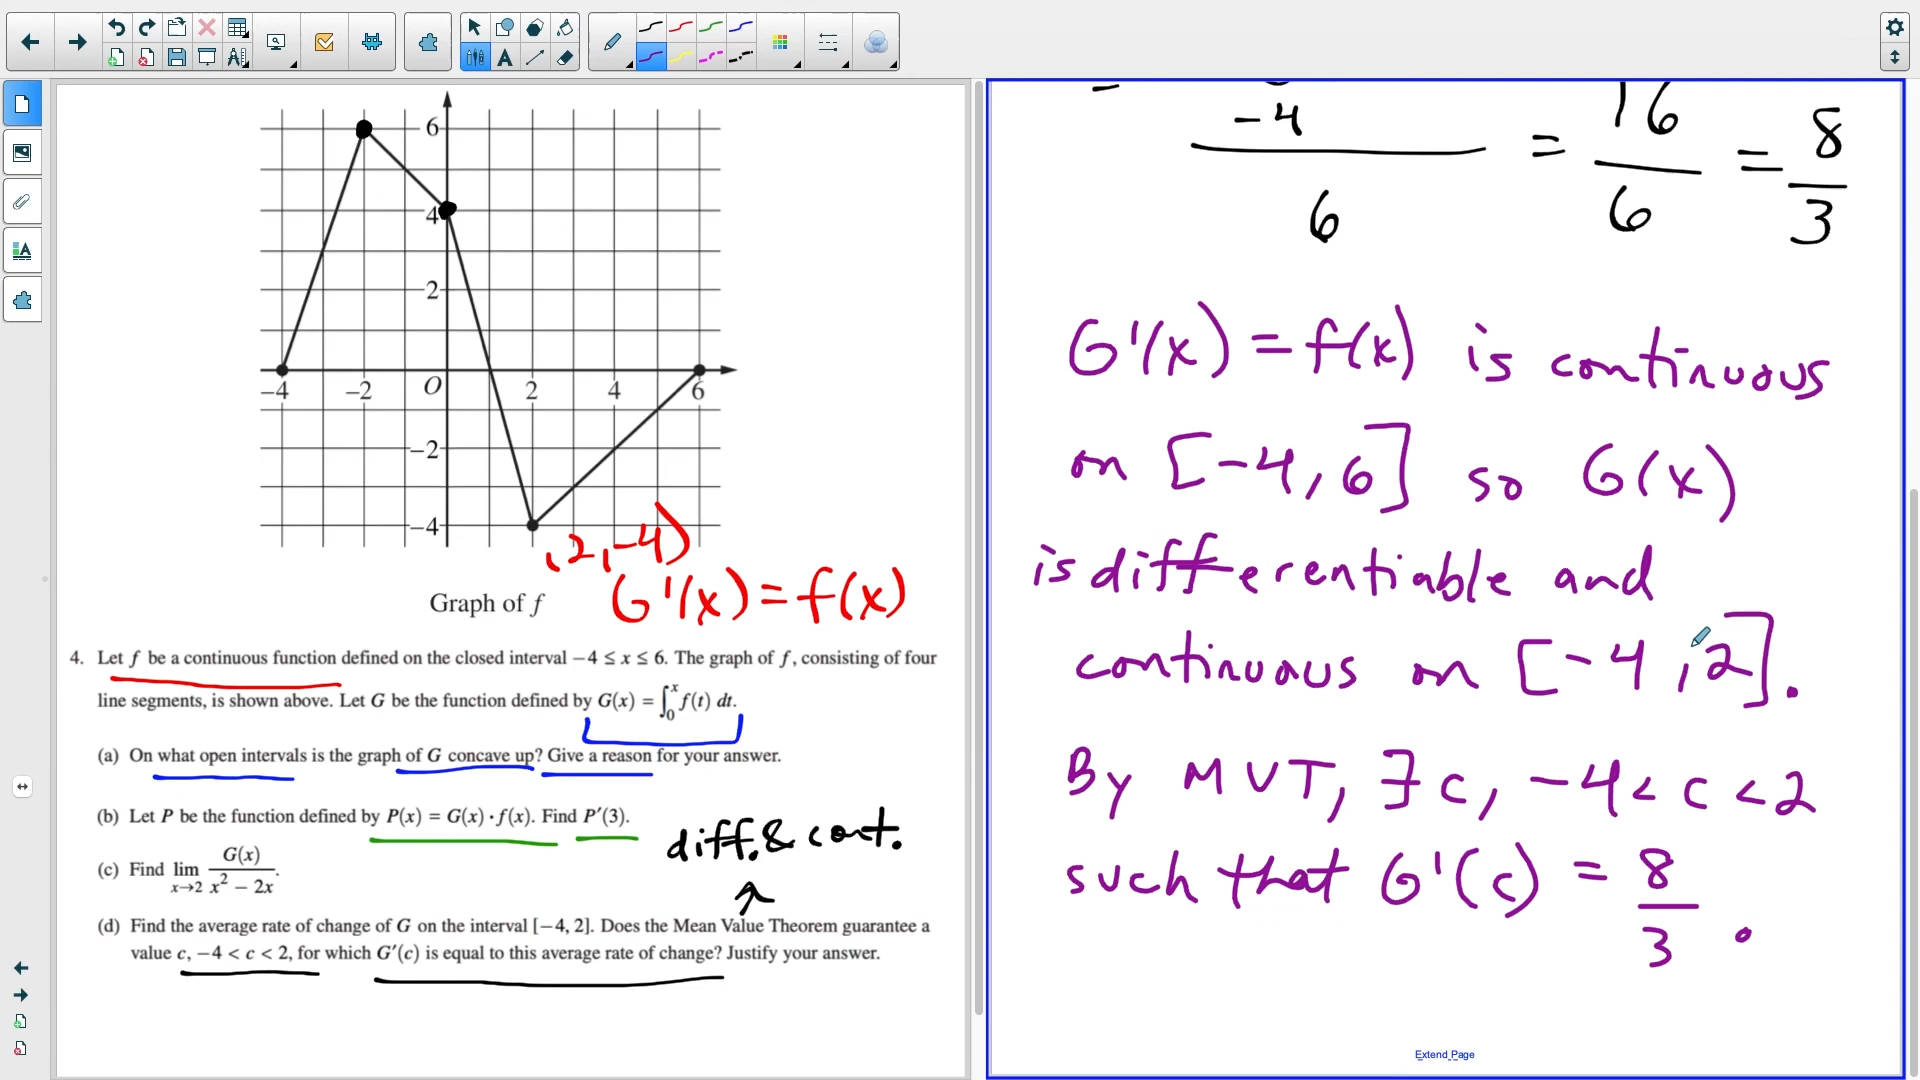 6
4
2
-4
-2
O
2
4
6
-2
-4
, 2, -4)
Graph of f
G'(x) = f(x)
4. Let f be a continuous function defined on the closed interval −4 ≤ x ≤ 6. The graph of f, consisting of four
line segments, is shown above. Let G be the function defined by G(x) = ∫₀ˣ f(t) dt.
(a) On what open intervals is the graph of G concave up? Give a reason for your answer.
(b) Let P be the function defined by P(x) = G(x) · f(x). Find P′(3).
diff. & cont.
(c) Find lim x→2 G(x) / x² − 2x.
(d) Find the average rate of change of G on the interval [−4, 2]. Does the Mean Value Theorem guarantee a
value c, −4 < c < 2, for which G′(c) is equal to this average rate of change? Justify your answer.
-4 / 6 = 16 / 6 = 8 / 3
G'(x) = f(x) is continuous
on [-4, 6] so G(x)
is differentiable and
continuous on [-4, 2].
By MVT, ∃ c, -4 < c < 2
such that G'(c) = 8/3 .
Extend_Page